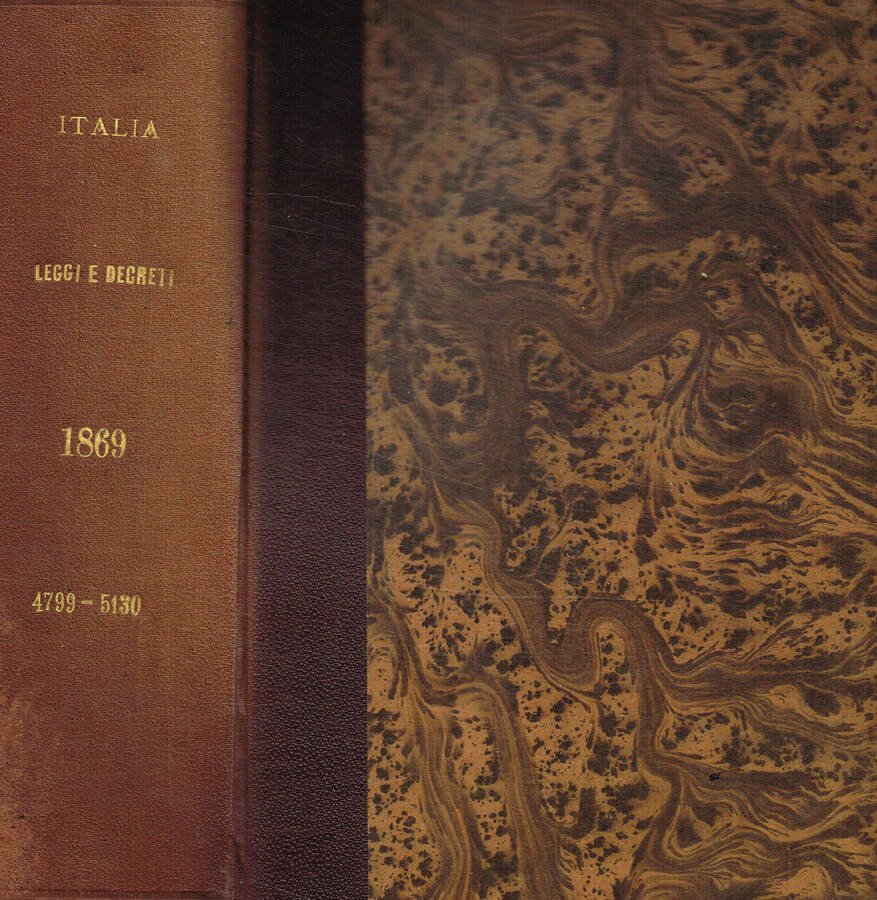 ITALIA
LEGGI E DECRETI
1869
4799-5130